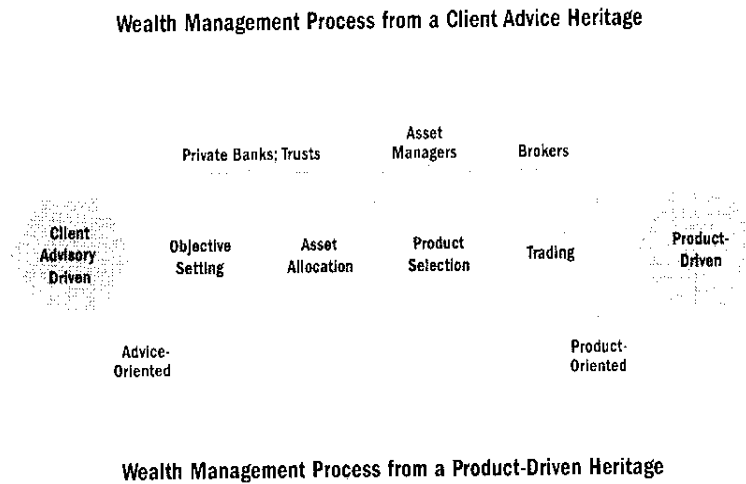 Wealth Management Process from a Client Advice Heritage
Private Banks; Trusts
Asset
Managers
Brokers
Client
Advisory
Driven
Objective
Setting
Asset
Allocation
Product
Selection
Trading
Product-
Driven
Advice-
Oriented
Product-
Oriented
Wealth Management Process from a Product-Driven Heritage